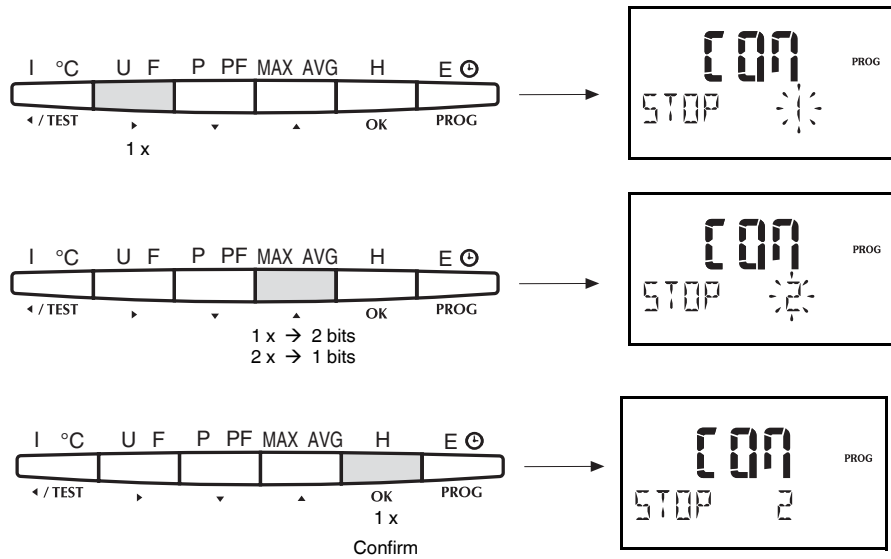 I °C U F P PF MAX AVG H E
/ TEST OK PROG
1 x
COM PROG
STOP 1
I °C U F P PF MAX AVG H E
/ TEST OK PROG
1 x → 2 bits
2 x → 1 bits
COM PROG
STOP 2
I °C U F P PF MAX AVG H E
/ TEST OK PROG
1 x
Confirm
COM PROG
STOP 2